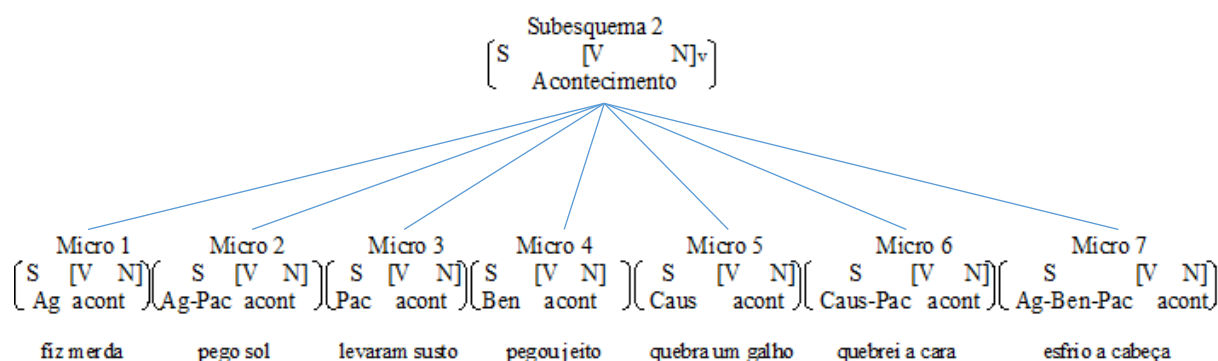 Subesquema 2
S [V N]v
Acontecimento
Micro 1 Micro 2 Micro 3 Micro 4 Micro 5 Micro 6 Micro 7
S [V N] S [V N] S [V N] S [V N] S [V N] S [V N] S [V N]
Ag acont Ag-Pac acont Pac acont Ben acont Caus acont Caus-Pac acont Ag-Ben-Pac acont
fiz merda pego sol levaram susto pegou jeito quebra um galho quebrei a cara esfrio a cabeça